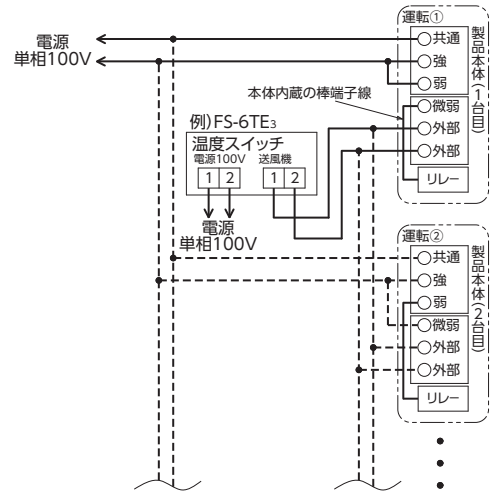 運転①
電源
単相100V
共通
強
弱
微弱
外部
外部
リレー
製品本体(1台目)
本体内蔵の棒端子線
例)FS-6TE3
温度スイッチ
電源100V 送風機
1 2 1 2
電源
単相100V
運転②
共通
強
弱
微弱
外部
外部
リレー
製品本体(2台目)